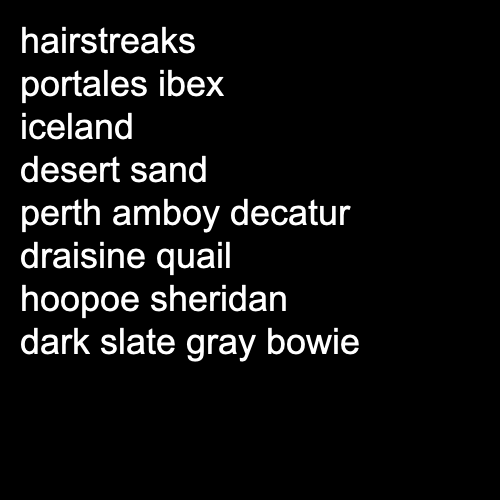 hairstreaks
portales ibex
iceland
desert sand
perth amboy decatur
draisine quail
hoopoe sheridan
dark slate gray bowie